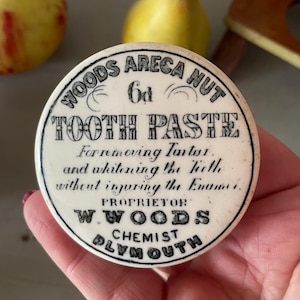 WOODS ARECA NUT
6d
TOOTH PASTE
For removing Tartar
and whitening the Teeth
without injuring the Enamel.
PROPRIETOR
W. WOODS
CHEMIST
PLYMOUTH